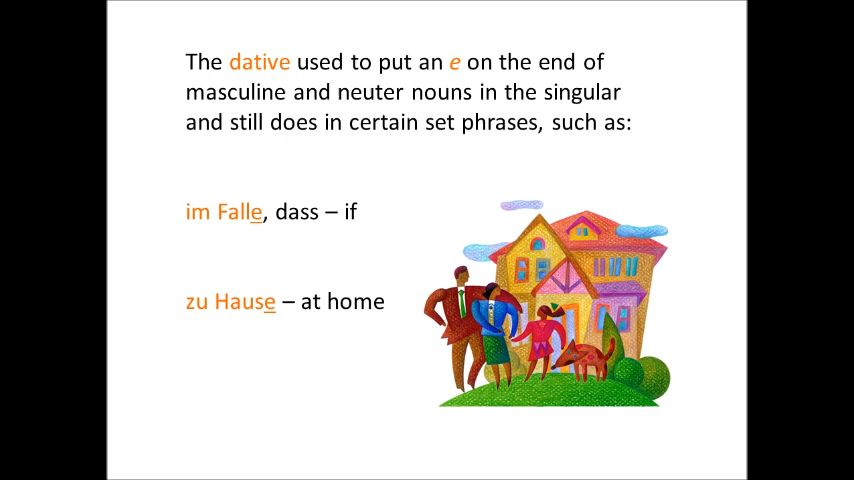 The dative used to put an e on the end of
masculine and neuter nouns in the singular
and still does in certain set phrases, such as:
im Falle, dass – if
zu Hause – at home